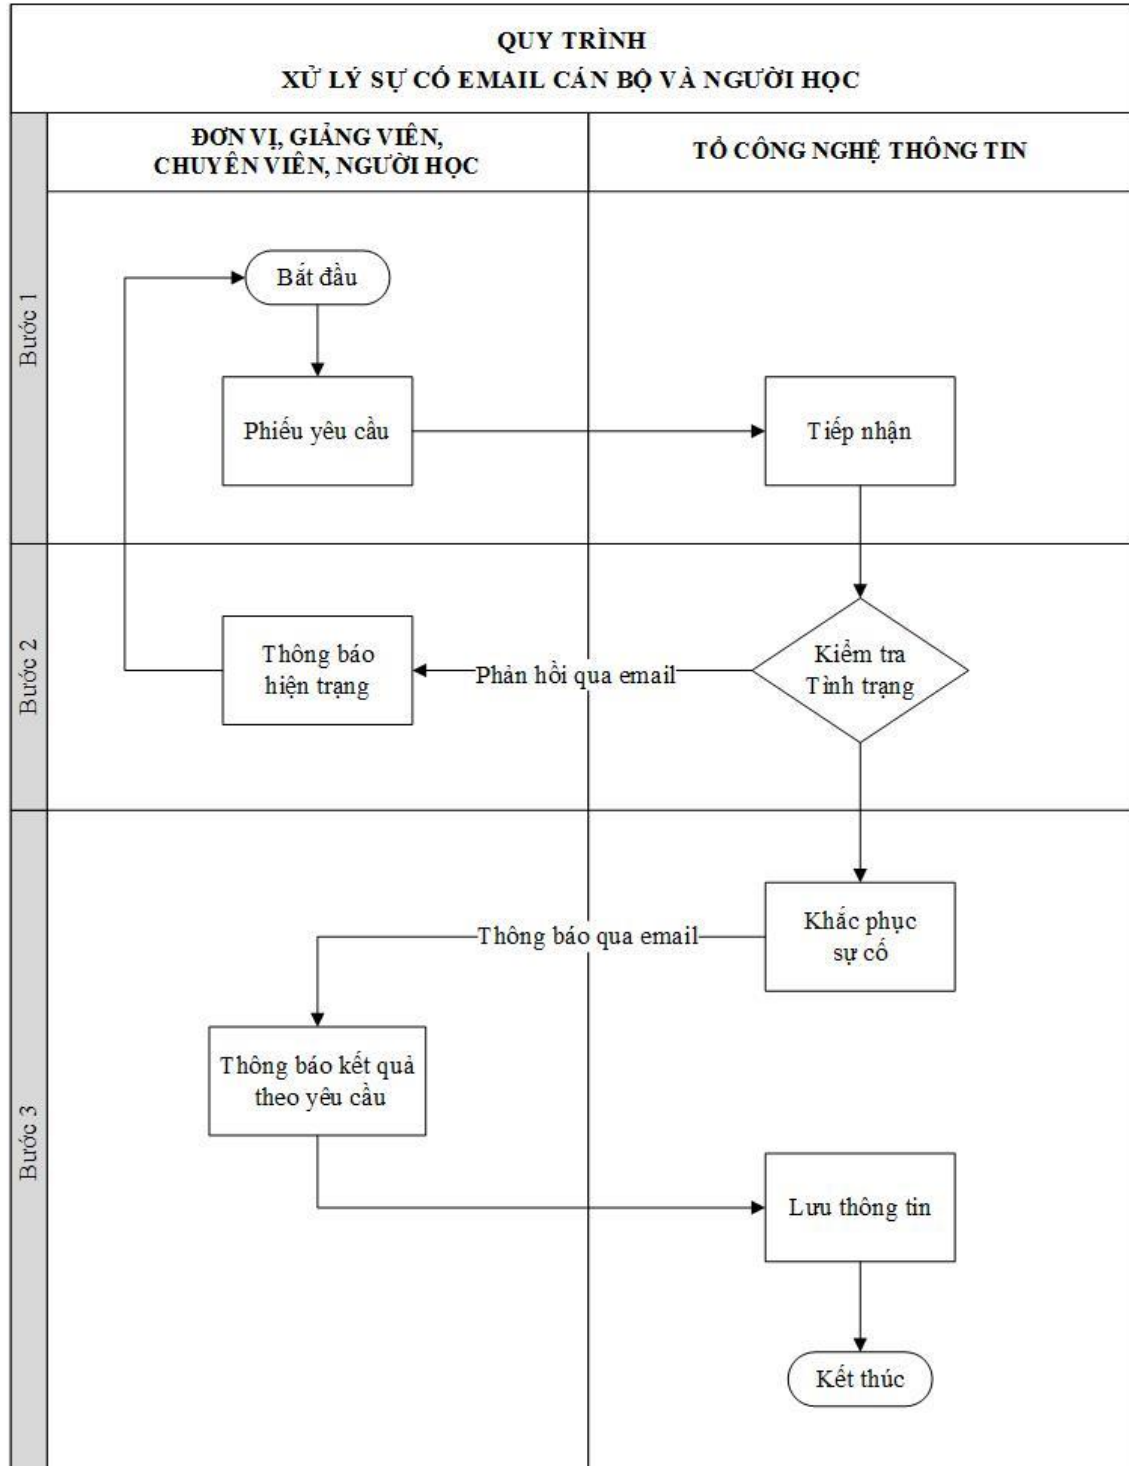 QUY TRÌNH
XỬ LÝ SỰ CỐ EMAIL CÁN BỘ VÀ NGƯỜI HỌC
ĐƠN VỊ, GIẢNG VIÊN,
CHUYÊN VIÊN, NGƯỜI HỌC
TỔ CÔNG NGHỆ THÔNG TIN
Bước 1
Bắt đầu
Phiếu yêu cầu
Tiếp nhận
Bước 2
Thông báo
hiện trạng
Phản hồi qua email
Kiểm tra
Tình trạng
Bước 3
Khắc phục
sự cố
Thông báo qua email
Thông báo kết quả
theo yêu cầu
Lưu thông tin
Kết thúc